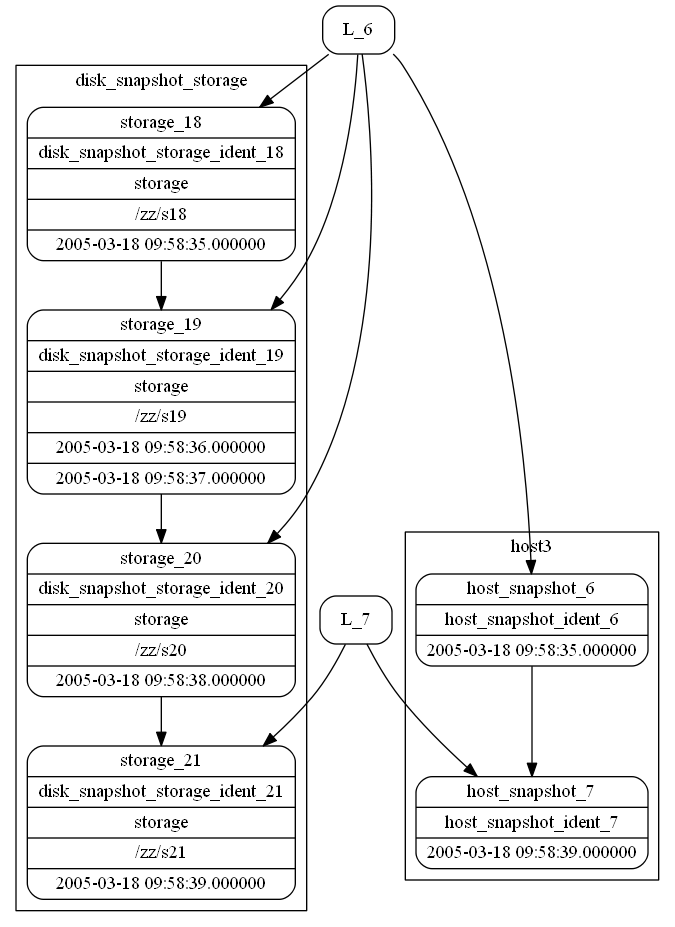 L_6
disk_snapshot_storage
storage_18
disk_snapshot_storage_ident_18
storage
/zz/s18
2005-03-18 09:58:35.000000
storage_19
disk_snapshot_storage_ident_19
storage
/zz/s19
2005-03-18 09:58:36.000000
2005-03-18 09:58:37.000000
storage_20
disk_snapshot_storage_ident_20
storage
/zz/s20
2005-03-18 09:58:38.000000
storage_21
disk_snapshot_storage_ident_21
storage
/zz/s21
2005-03-18 09:58:39.000000
L_7
host3
host_snapshot_6
host_snapshot_ident_6
2005-03-18 09:58:35.000000
host_snapshot_7
host_snapshot_ident_7
2005-03-18 09:58:39.000000